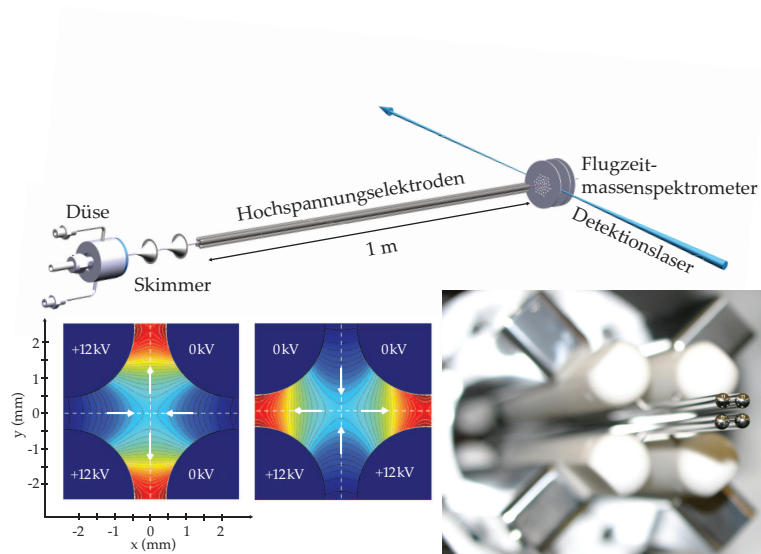 Düse
Skimmer
Hochspannungselektroden
1 m
Flugzeit-
massenspektrometer
Detektionslaser
+12kV
0kV
+12kV
0kV
0kV
0kV
+12kV
+12kV
y (mm)
2
1
0
-1
-2
-2
-1
0
1
2
x (mm)